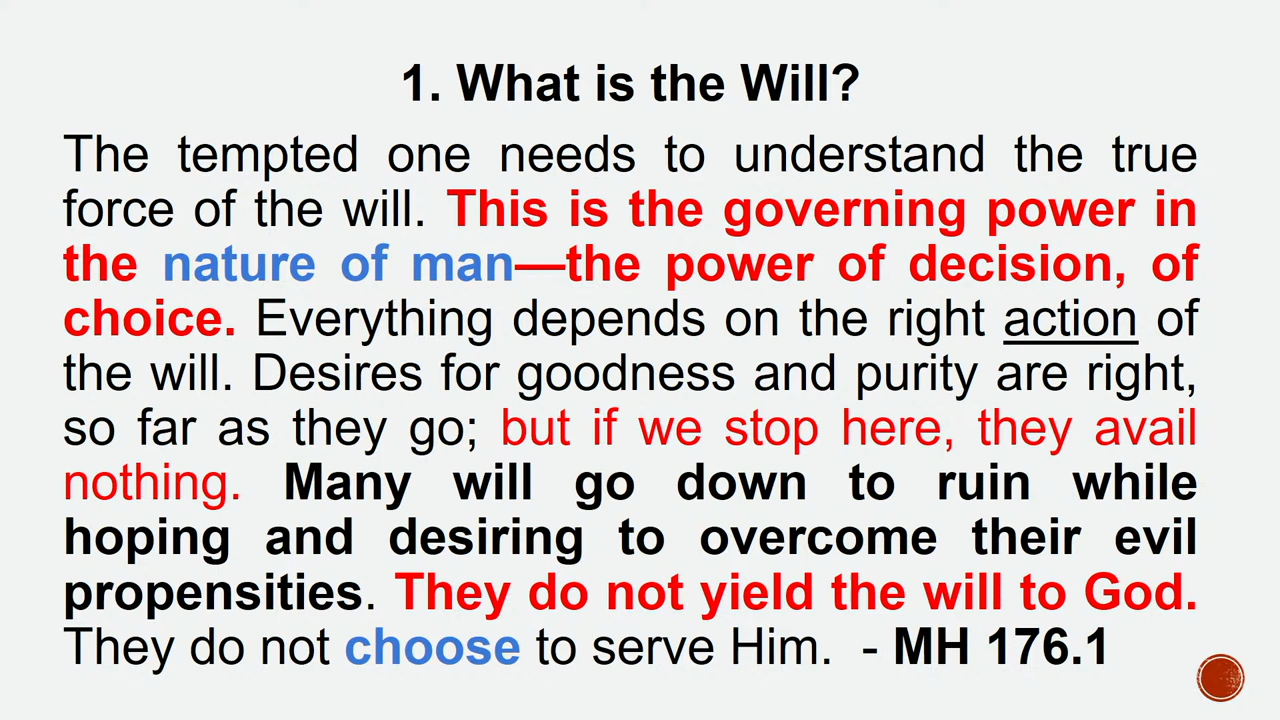 1. What is the Will?
The tempted one needs to understand the true
force of the will. This is the governing power in
the nature of man—the power of decision, of
choice. Everything depends on the right action of
the will. Desires for goodness and purity are right,
so far as they go; but if we stop here, they avail
nothing. Many will go down to ruin while
hoping and desiring to overcome their evil
propensities. They do not yield the will to God.
They do not choose to serve Him. - MH 176.1